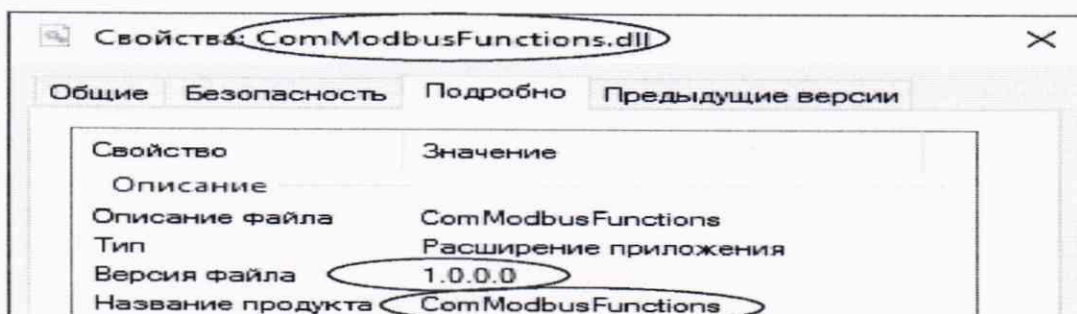 Свойства: ComModbusFunctions.dll
Общие Безопасность Подробно Предыдущие версии
Свойство Значение
Описание
Описание файла ComModbusFunctions
Тип Расширение приложения
Версия файла 1.0.0.0
Название продукта ComModbusFunctions